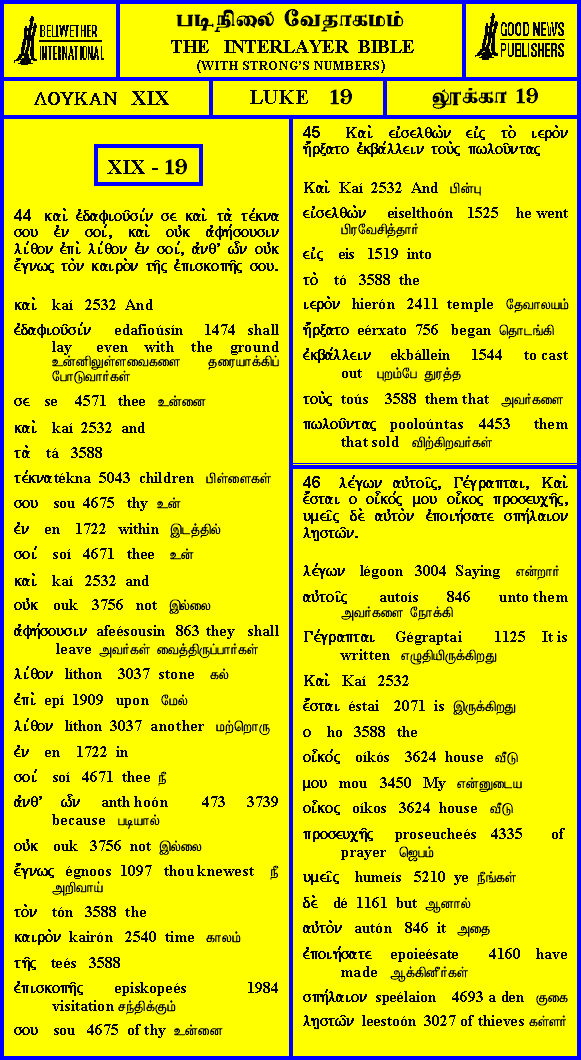 BELLWETHER
INTERNATIONAL
படிநிலை வேதாகமம்
THE INTERLAYER BIBLE
(WITH STRONG'S NUMBERS)
GOOD NEWS
PUBLISHERS
ΛΟΥΚΑΝ XIX
LUKE 19
லூக்கா 19
XIX - 19
44 καὶ ἐδαφιοῦσίν σε καὶ τὰ τέκνα
σου ἐν σοί, καὶ οὐκ ἀφήσουσιν
λίθον ἐπὶ λίθον ἐν σοί, ἀνθ' ὧν οὐκ
ἔγνως τὸν καιρὸν τῆς ἐπισκοπῆς σου.
καὶ kaí 2532 And
ἐδαφιοῦσίν edafioúsín 1474 shall
lay even with the ground
உன்னிலுள்ளவைகளை தரையாக்கிப்
போடுவார்கள்
σε se 4571 thee உன்னை
καὶ kaí 2532 and
τὰ tá 3588
τέκνα tékna 5043 children பிள்ளைகள்
σου sou 4675 thy உன்
ἐν en 1722 within இடத்தில்
σοί soí 4671 thee உன்
καὶ kaí 2532 and
οὐκ ouk 3756 not இல்லை
ἀφήσουσιν afeésousin 863 they shall
leave அவர்கள் வைத்திருப்பார்கள்
λίθον líthon 3037 stone கல்
ἐπὶ epí 1909 upon மேல்
λίθον líthon 3037 another மற்றொரு
ἐν en 1722 in
σοί soí 4671 thee நீ
ἀνθ' ὧν anth hoón 473 3739
because படியால்
οὐκ ouk 3756 not இல்லை
ἔγνως égnoos 1097 thou knewest நீ
அறிவாய்
τὸν tón 3588 the
καιρὸν kairón 2540 time காலம்
τῆς teés 3588
ἐπισκοπῆς episkopeés 1984
visitation சந்திக்கும்
σου sou 4675 of thy உன்னை
45 Καὶ εἰσελθὼν εἰς τὸ ιερὸν
ἤρξατο ἐκβάλλειν τοὺς πωλοῦντας
Καὶ Kaí 2532 And பின்பு
εἰσελθὼν eiselthoón 1525 he went
பிரவேசித்தார்
εἰς eis 1519 into
τὸ tó 3588 the
ιερὸν hierón 2411 temple தேவாலயம்
ἤρξατο eérxato 756 began தொடங்கி
ἐκβάλλειν ekbállein 1544 to cast
out புறம்பே துரத்த
τοὺς toús 3588 them that அவர்களை
πωλοῦντας pooloúntas 4453 them
that sold விற்கிறவர்கள்
46 λέγων αὐτοῖς, Γέγραπται, Καὶ
ἔσται ο οἶκός μου οἶκος προσευχῆς,
υμεῖς δὲ αὐτὸν ἐποιήσατε σπήλαιον
ληστῶν.
λέγων légoon 3004 Saying என்றார்
αὐτοῖς autoís 846 unto them
அவர்களை நோக்கி
Γέγραπται Gégraptai 1125 It is
written எழுதியிருக்கிறது
Καὶ Kaí 2532
ἔσται éstai 2071 is இருக்கிறது
ο ho 3588 the
οἶκός oíkós 3624 house வீடு
μου mou 3450 My என்னுடைய
οἶκος oíkos 3624 house வீடு
προσευχῆς proseucheés 4335 of
prayer ஜெபம்
υμεῖς humeís 5210 ye நீங்கள்
δὲ dé 1161 but ஆனால்
αὐτὸν autón 846 it அதை
ἐποιήσατε epoieésate 4160 have
made ஆக்கினீர்கள்
σπήλαιον speélaion 4693 a den குகை
ληστῶν leestoón 3027 of thieves கள்ளர்